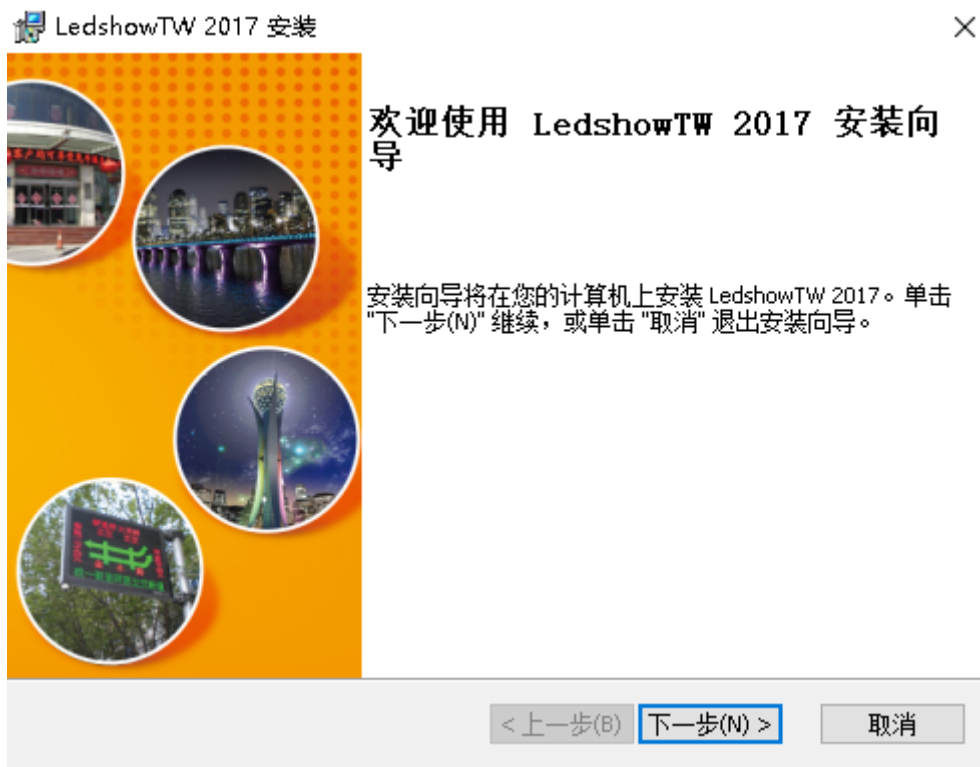 LedshowTW 2017 安装
欢迎使用 LedshowTW 2017 安装向
导
安装向导将在您的计算机上安装 LedshowTW 2017。单击
"下一步(N)" 继续，或单击 "取消" 退出安装向导。
< 上一步(B)
下一步(N) >
取消